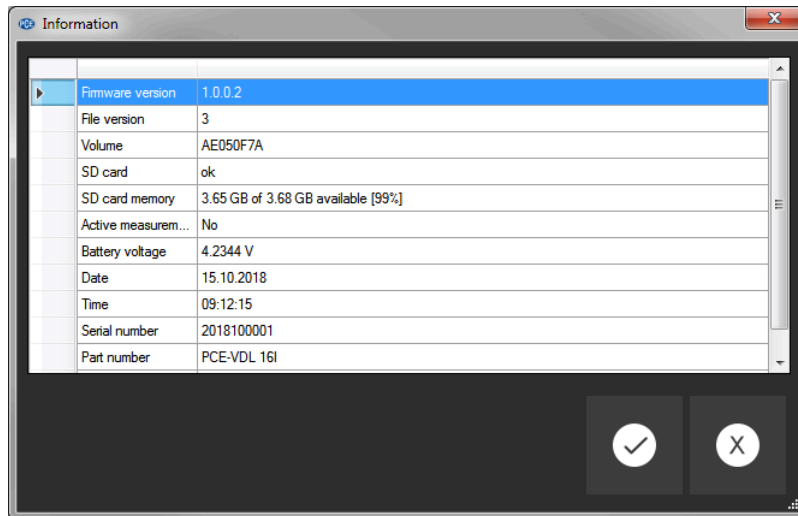 PCE Information X
Firmware version 1.0.0.2
File version 3
Volume AE050F7A
SD card ok
SD card memory 3.65 GB of 3.68 GB available [99%]
Active measurem... No
Battery voltage 4.2344 V
Date 15.10.2018
Time 09:12:15
Serial number 2018100001
Part number PCE-VDL 16I
X